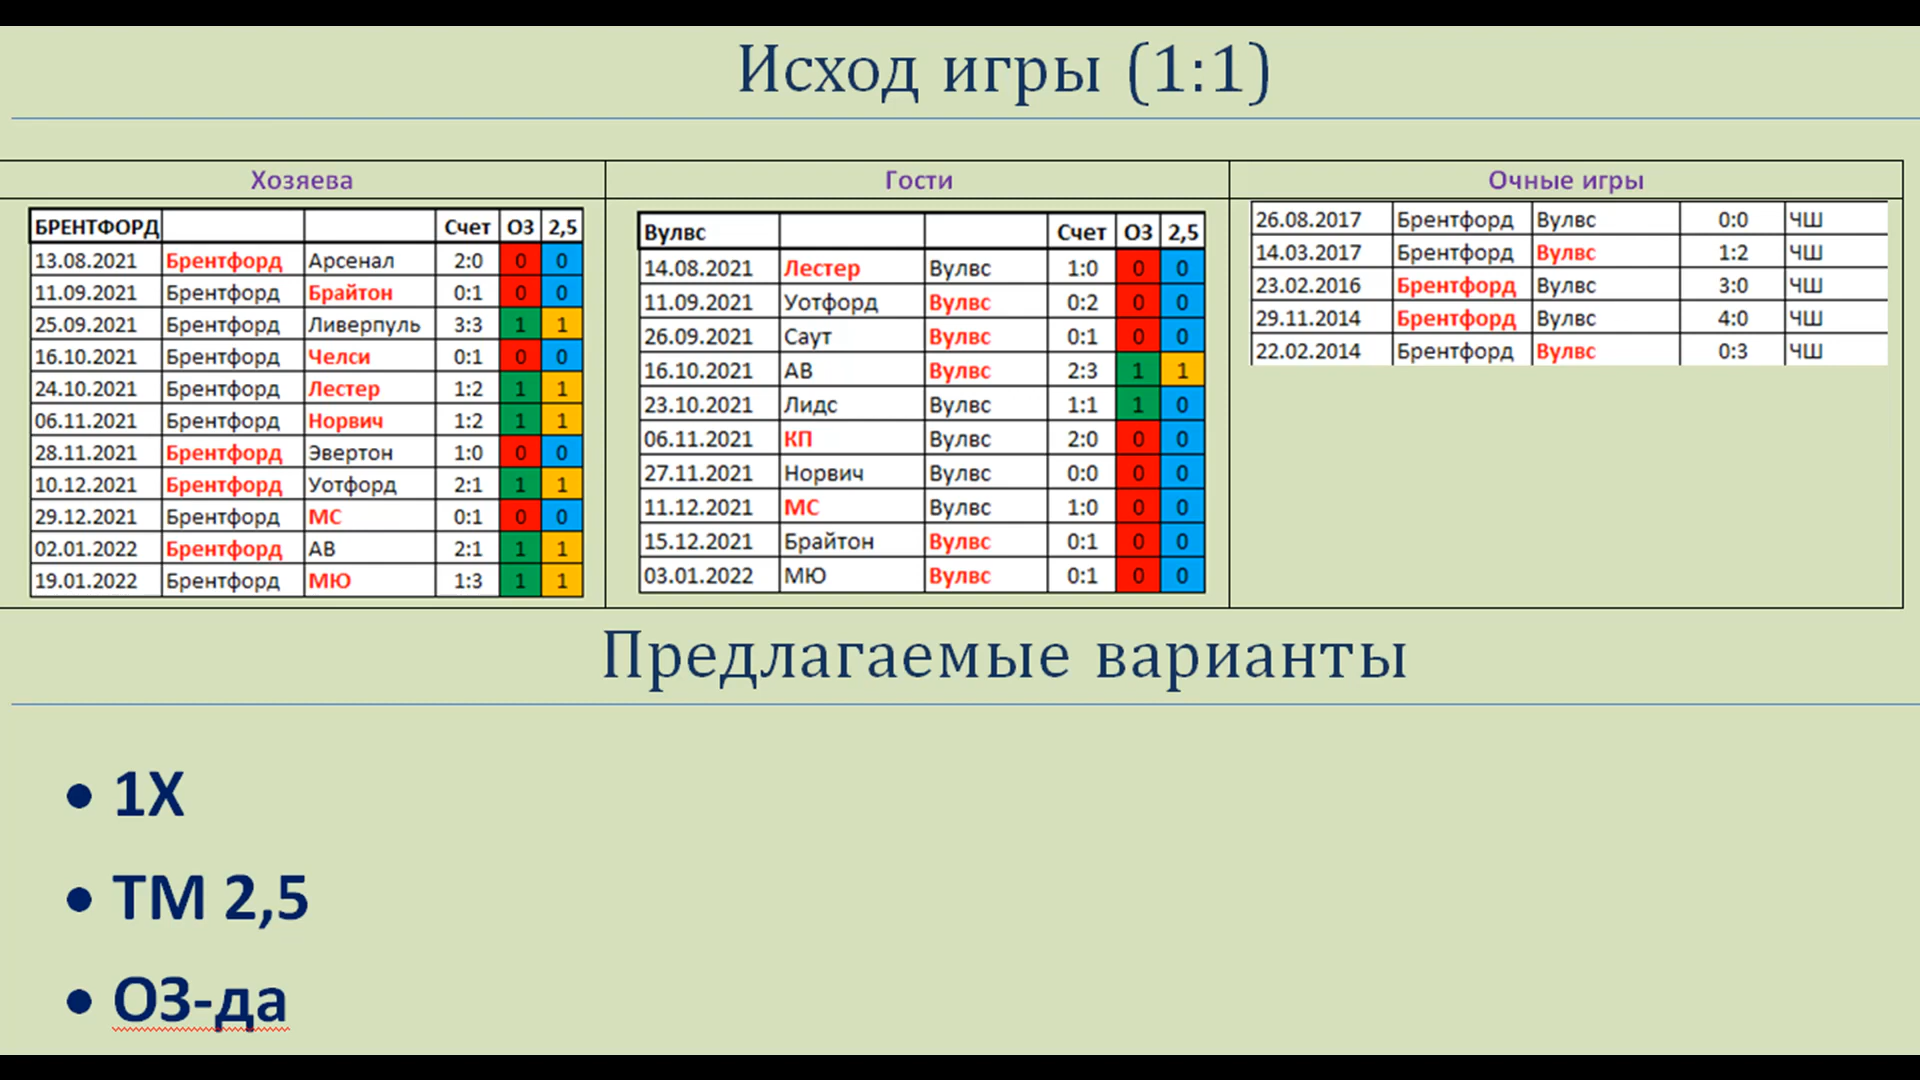 Исход игры (1:1)
Хозяева
Гости
Очные игры
БРЕНТФОРД Счет ОЗ 2,5
13.08.2021 Брентфорд Арсенал 2:0 0 0
11.09.2021 Брентфорд Брайтон 0:1 0 0
25.09.2021 Брентфорд Ливерпуль 3:3 1 1
16.10.2021 Брентфорд Челси 0:1 0 0
24.10.2021 Брентфорд Лестер 1:2 1 1
06.11.2021 Брентфорд Норвич 1:2 1 1
28.11.2021 Брентфорд Эвертон 1:0 0 0
10.12.2021 Брентфорд Уотфорд 2:1 1 1
29.12.2021 Брентфорд МС 0:1 0 0
02.01.2022 Брентфорд АВ 2:1 1 1
19.01.2022 Брентфорд МЮ 1:3 1 1
Вулвс Счет ОЗ 2,5
14.08.2021 Лестер Вулвс 1:0 0 0
11.09.2021 Уотфорд Вулвс 0:2 0 0
26.09.2021 Саут Вулвс 0:1 0 0
16.10.2021 АВ Вулвс 2:3 1 1
23.10.2021 Лидс Вулвс 1:1 1 0
06.11.2021 КП Вулвс 2:0 0 0
27.11.2021 Норвич Вулвс 0:0 0 0
11.12.2021 МС Вулвс 1:0 0 0
15.12.2021 Брайтон Вулвс 0:1 0 0
03.01.2022 МЮ Вулвс 0:1 0 0
26.08.2017 Брентфорд Вулвс 0:0 ЧШ
14.03.2017 Брентфорд Вулвс 1:2 ЧШ
23.02.2016 Брентфорд Вулвс 3:0 ЧШ
29.11.2014 Брентфорд Вулвс 4:0 ЧШ
22.02.2014 Брентфорд Вулвс 0:3 ЧШ
Предлагаемые варианты
• 1Х
• ТМ 2,5
• ОЗ-да